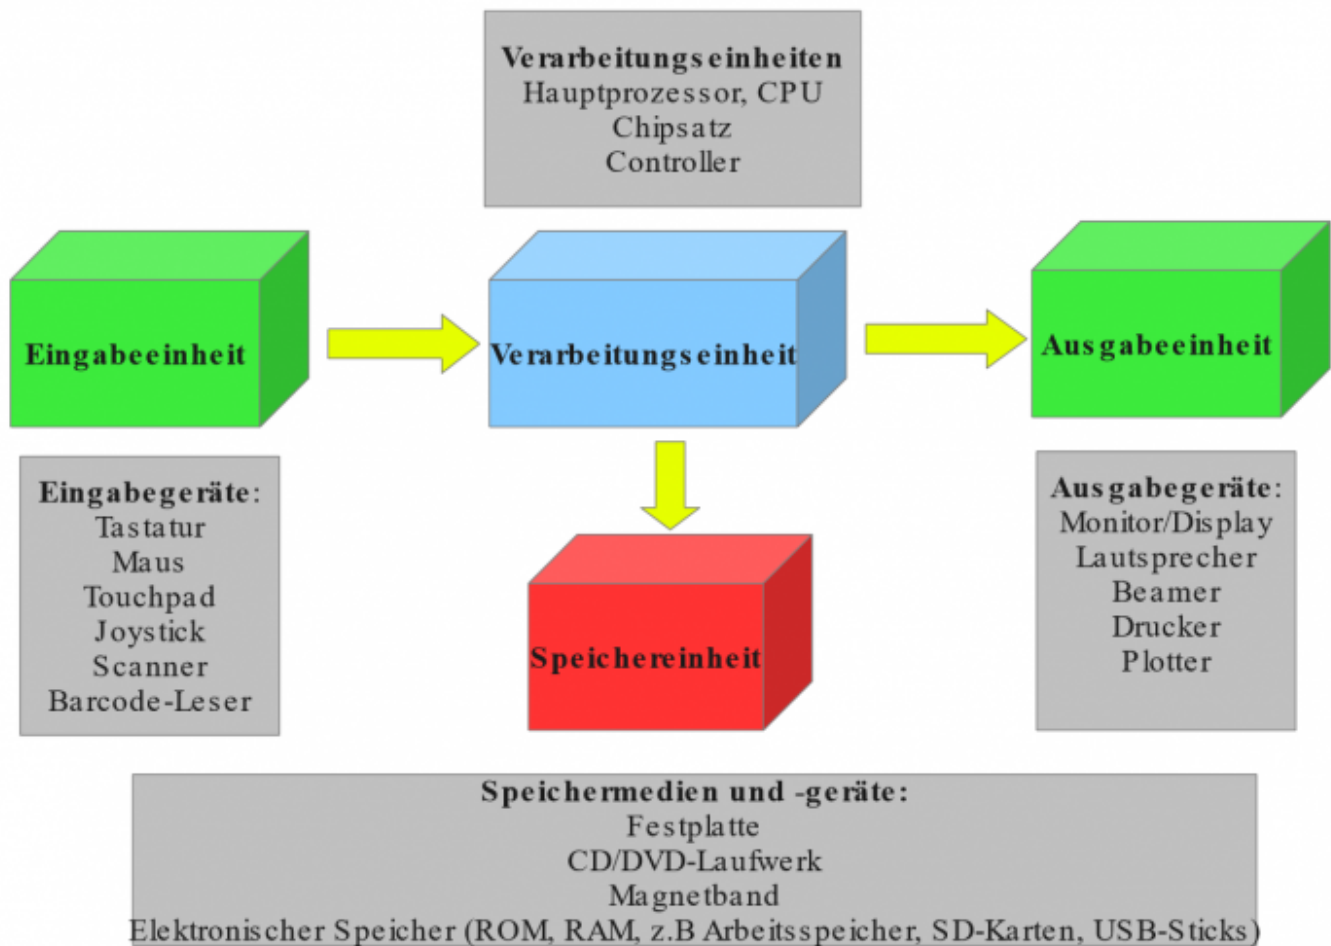 Verarbeitungseinheiten
Hauptprozessor, CPU
Chipsatz
Controller
Eingabeeinheit
Verarbeitungseinheit
Ausgabeeinheit
Eingabegeräte:
Tastatur
Maus
Touchpad
Joystick
Scanner
Barcode-Leser
Ausgabegeräte:
Monitor/Display
Lautsprecher
Beamer
Drucker
Plotter
Speichereinheit
Speichermedien und -geräte:
Festplatte
CD/DVD-Laufwerk
Magnetband
Elektronischer Speicher (ROM, RAM, z.B Arbeitsspeicher, SD-Karten, USB-Sticks)